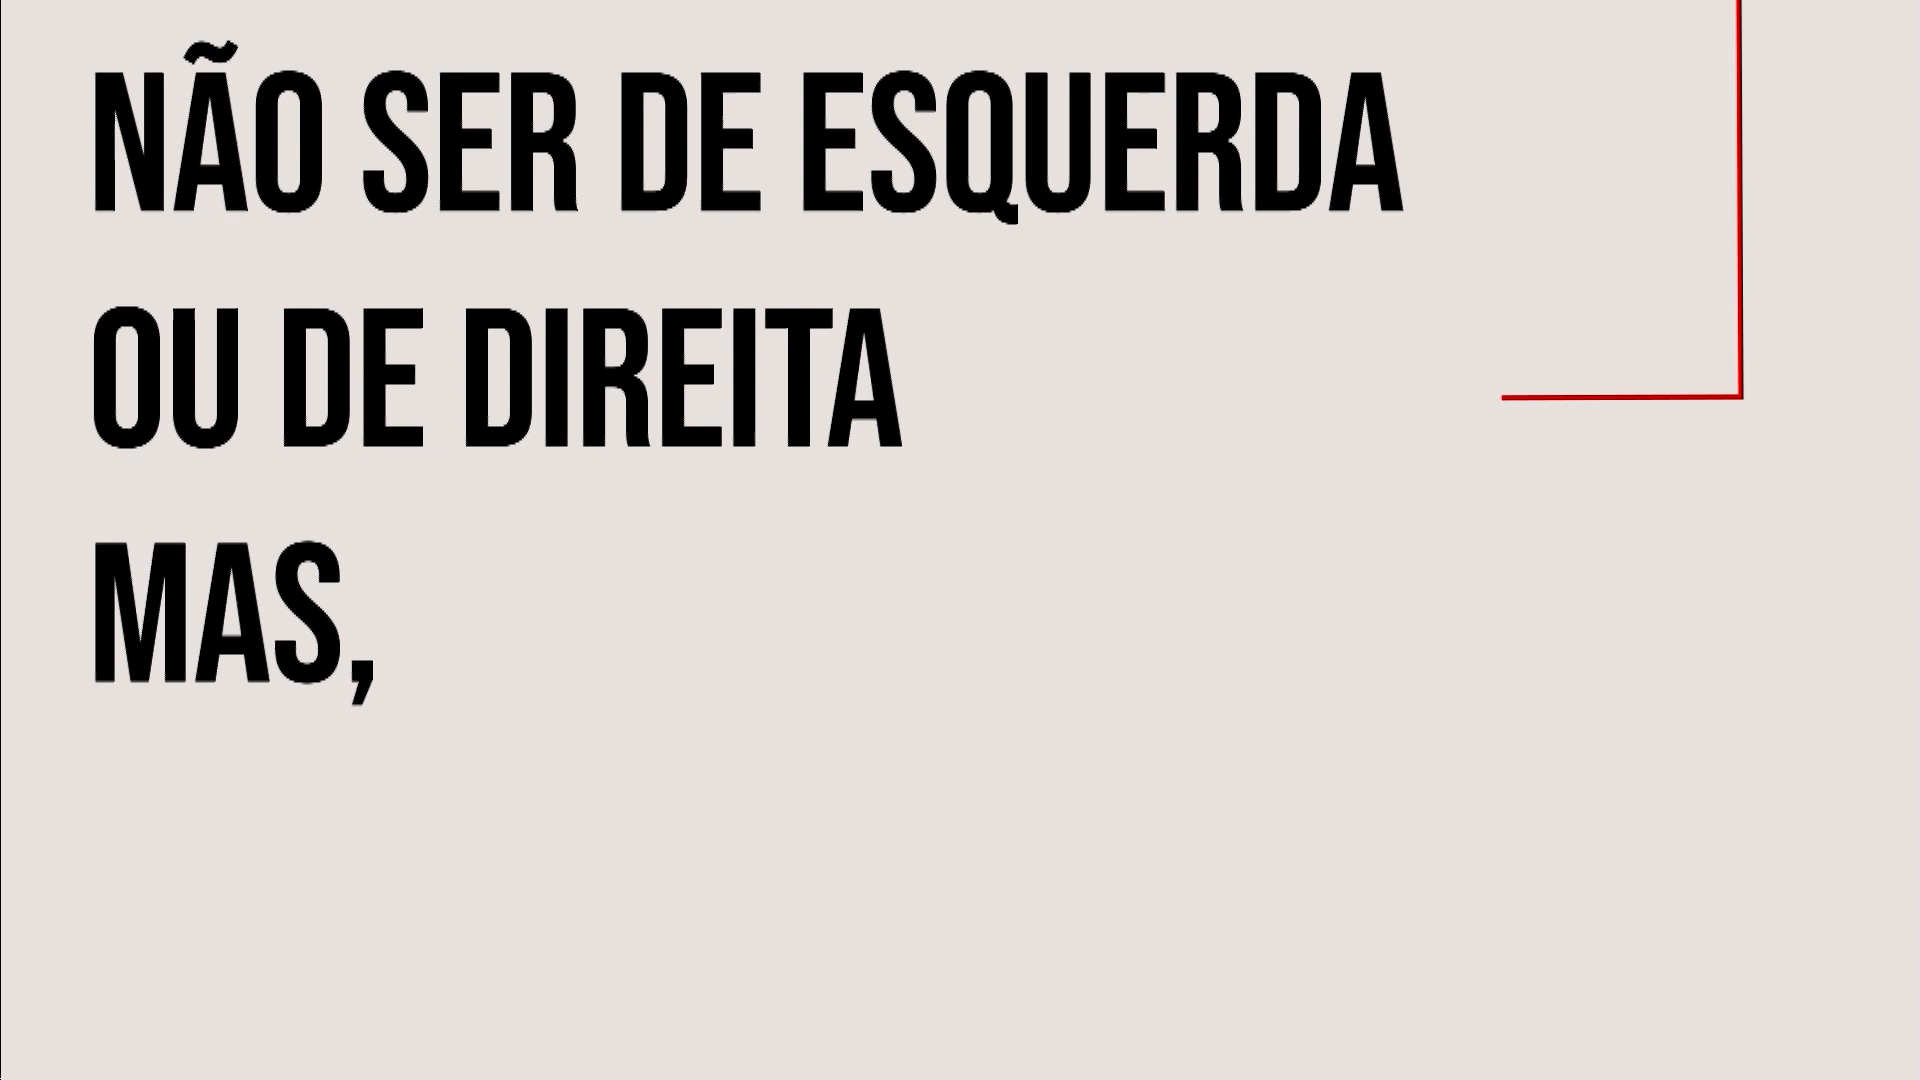 NÃO SER DE ESQUERDA
OU DE DIREITA
MAS,